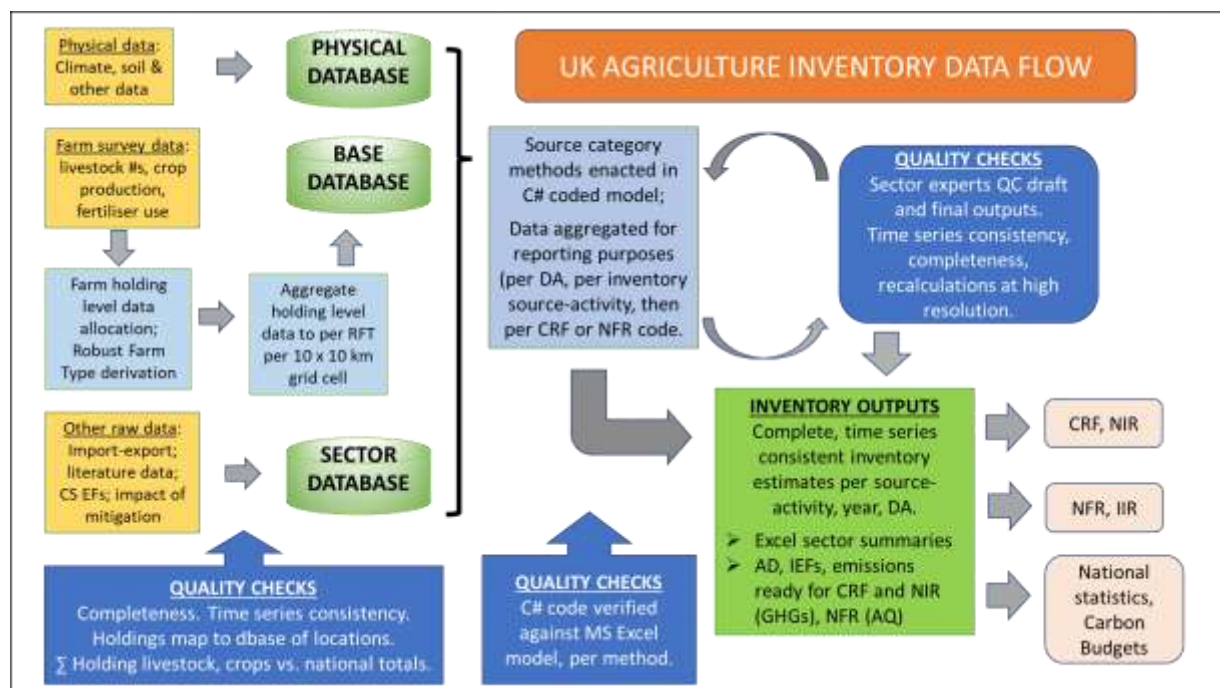 Physical data:
Climate, soil &
other data
PHYSICAL
DATABASE
UK AGRICULTURE INVENTORY DATA FLOW
Farm survey data:
livestock #s, crop
production,
fertiliser use
BASE
DATABASE
Farm holding
level data
allocation;
Robust Farm
Type derivation
Aggregate
holding level
data to per RFT
per 10 x 10 km
grid cell
Other raw data:
Import-export;
literature data;
CS EFs; impact of
mitigation
SECTOR
DATABASE
QUALITY CHECKS
Completeness. Time series consistency.
Holdings map to dbase of locations.
∑ Holding livestock, crops vs. national totals.
Source category
methods enacted in
C# coded model;
Data aggregated for
reporting purposes
(per DA, per inventory
source-activity, then
per CRF or NFR code.
QUALITY CHECKS
C# code verified
against MS Excel
model, per method.
QUALITY CHECKS
Sector experts QC draft
and final outputs.
Time series consistency,
completeness,
recalculations at high
resolution.
INVENTORY OUTPUTS
Complete, time series
consistent inventory
estimates per source-
activity, year, DA.
➢ Excel sector summaries
➢ AD, IEFs, emissions
ready for CRF and NIR
(GHGs), NFR (AQ)
CRF, NIR
NFR, IIR
National
statistics,
Carbon
Budgets